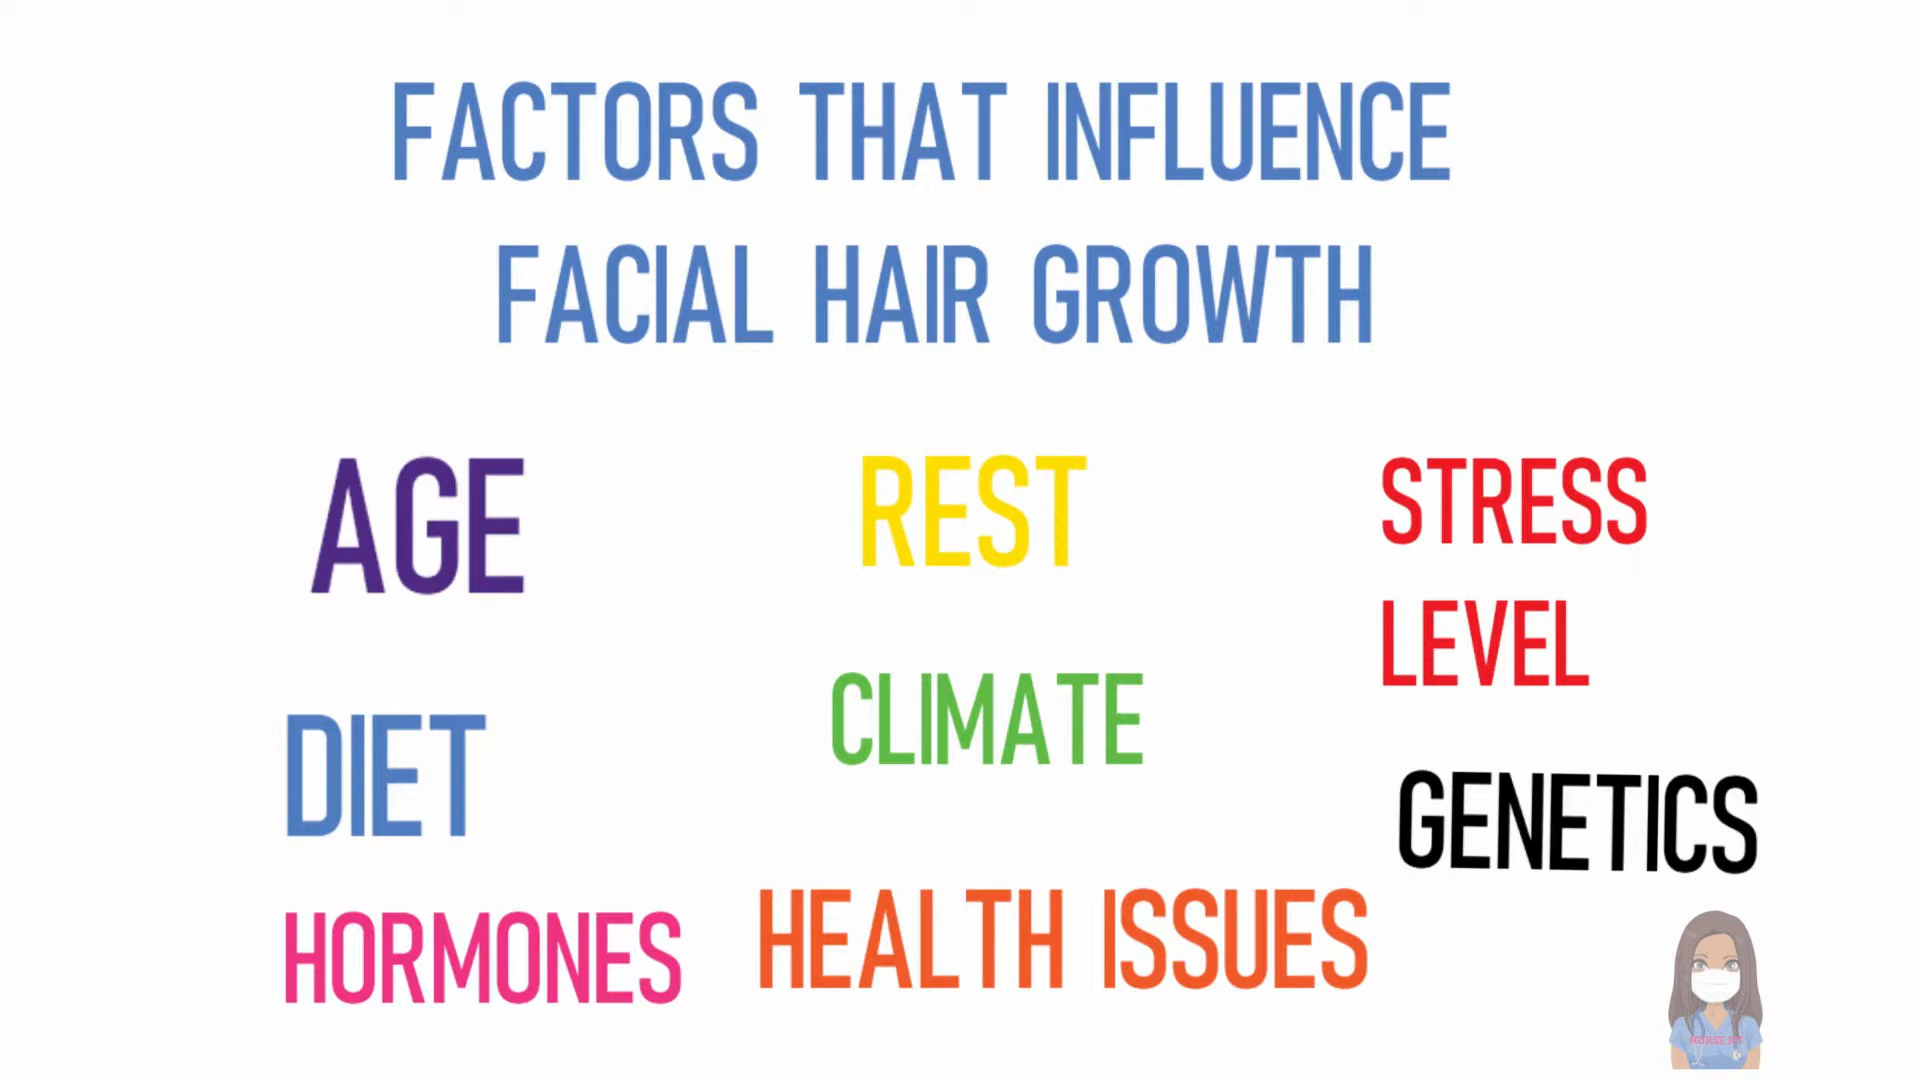 FACTORS THAT INFLUENCE
FACIAL HAIR GROWTH
AGE
REST
STRESS
LEVEL
DIET
CLIMATE
GENETICS
HORMONES
HEALTH ISSUES